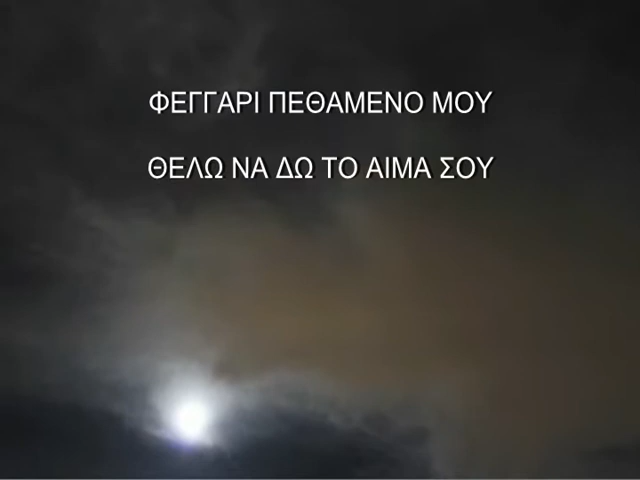 ΦΕΓΓΑΡΙ ΠΕΘΑΜΕΝΟ ΜΟΥ
ΘΕΛΩ ΝΑ ΔΩ ΤΟ ΑΙΜΑ ΣΟΥ